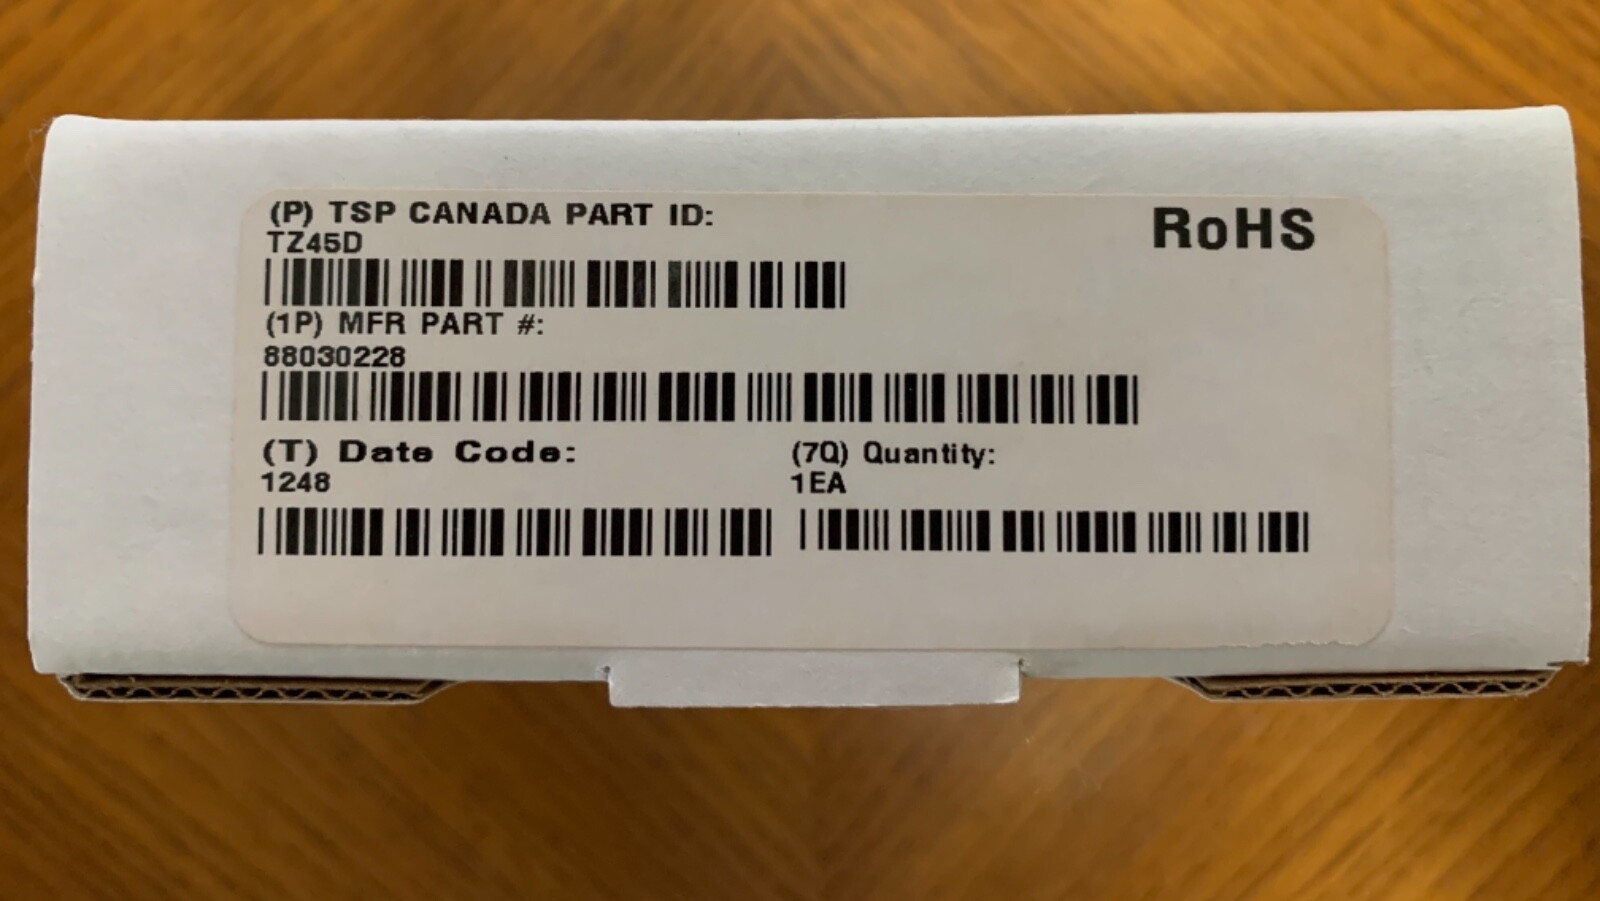 (P) TSP CANADA PART ID:
RoHS
TZ45D
(1P) MFR PART #:
88030228
(T) Date Code:
(7Q) Quantity:
1248
1EA